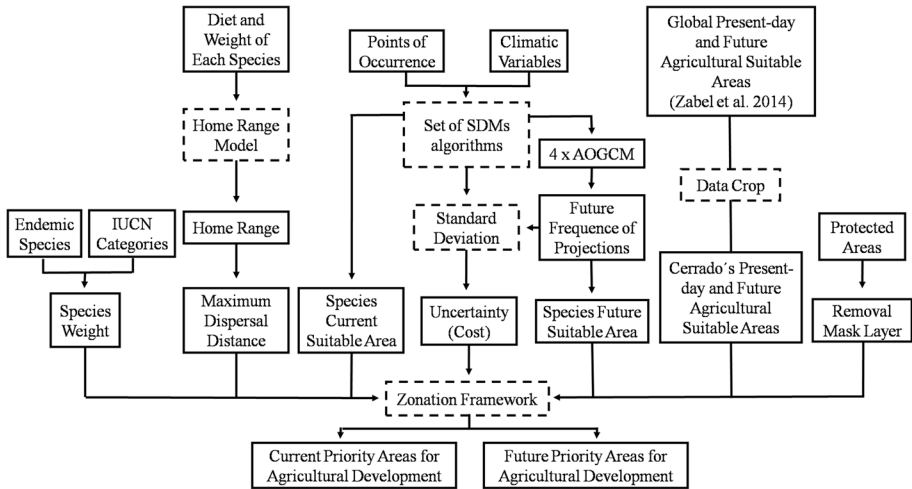 Diet and
Weight of
Each Species
Points of
Occurrence
Climatic
Variables
Global Present-day
and Future
Agricultural Suitable
Areas
(Zabel et al. 2014)
Home Range
Model
Set of SDMs
algorithms
4 x AOGCM
Data Crop
Endemic
Species
IUCN
Categories
Home Range
Standard
Deviation
Future
Frequence of
Projections
Protected
Areas
Species
Weight
Maximum
Dispersal
Distance
Species
Current
Suitable Area
Uncertainty
(Cost)
Species Future
Suitable Area
Cerrado´s Present-
day and Future
Agricultural
Suitable Areas
Removal
Mask Layer
Zonation Framework
Current Priority Areas for
Agricultural Development
Future Priority Areas for
Agricultural Development